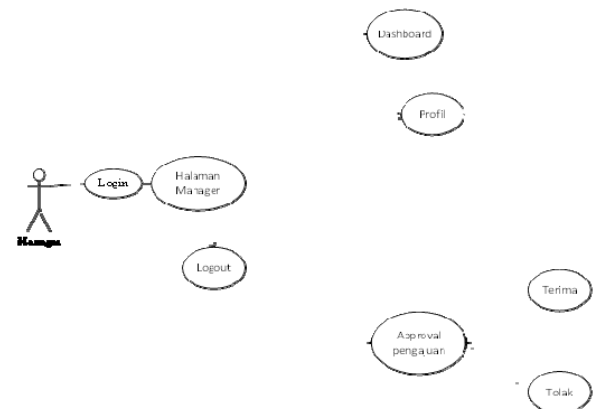 Dashboard
Profil
Login
Halaman
Manager
Manager
Logout
Terima
Approval
pengajuan
Tolak